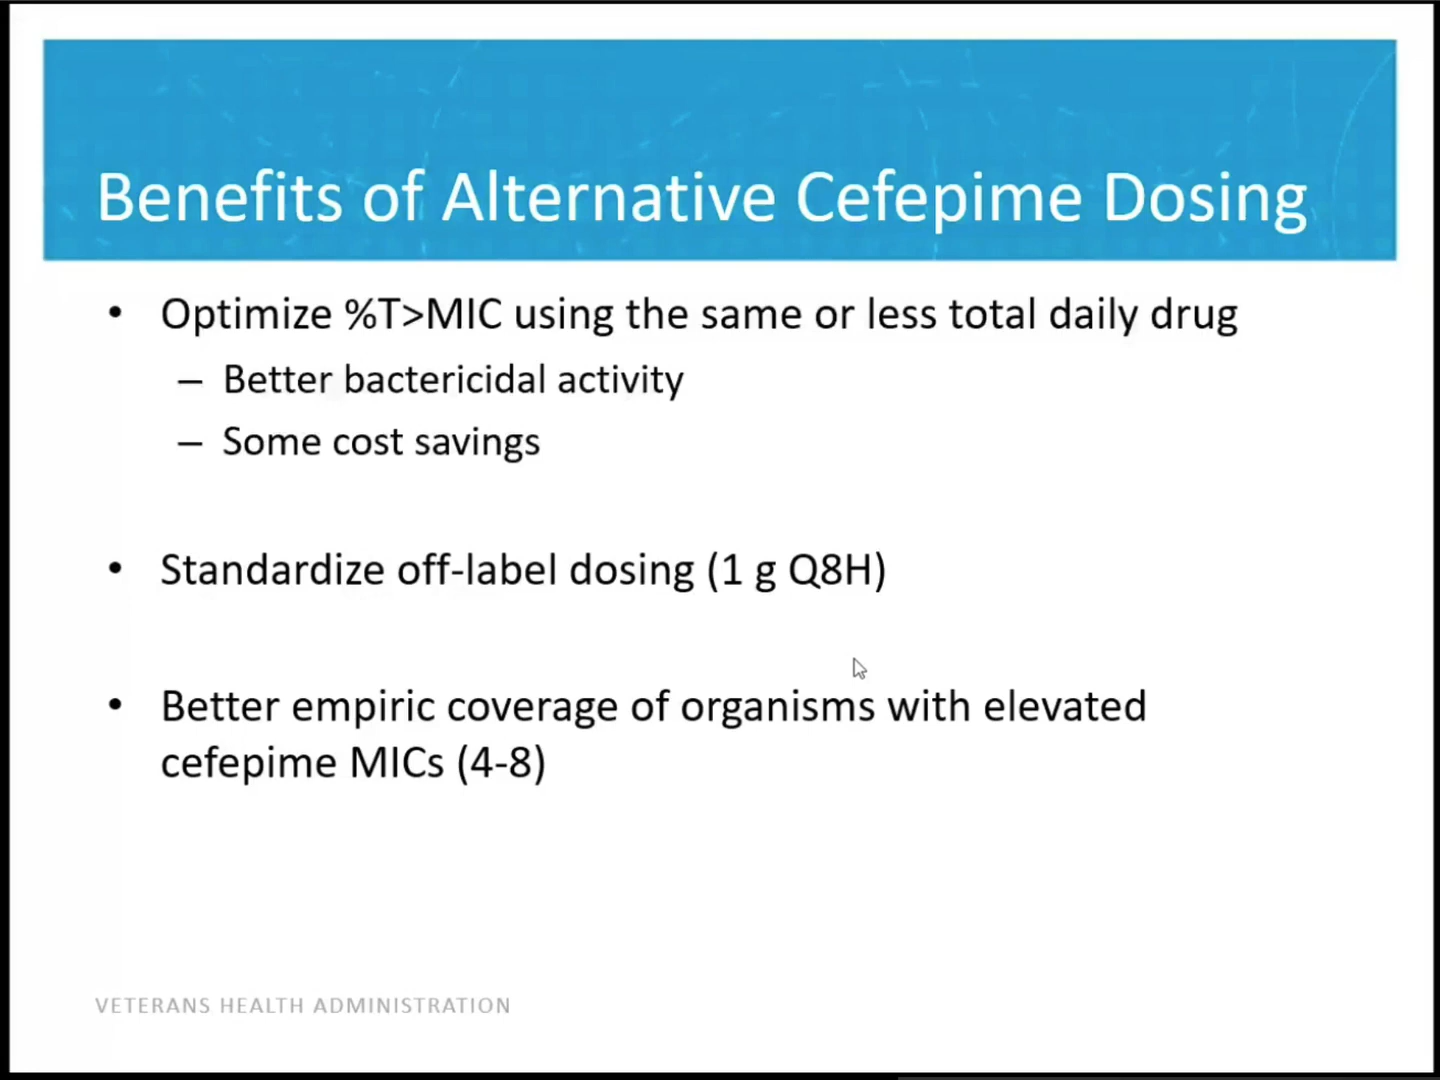 Benefits of Alternative Cefepime Dosing
• Optimize %T>MIC using the same or less total daily drug
– Better bactericidal activity
– Some cost savings
• Standardize off-label dosing (1 g Q8H)
• Better empiric coverage of organisms with elevated
cefepime MICs (4-8)
VETERANS HEALTH ADMINISTRATION